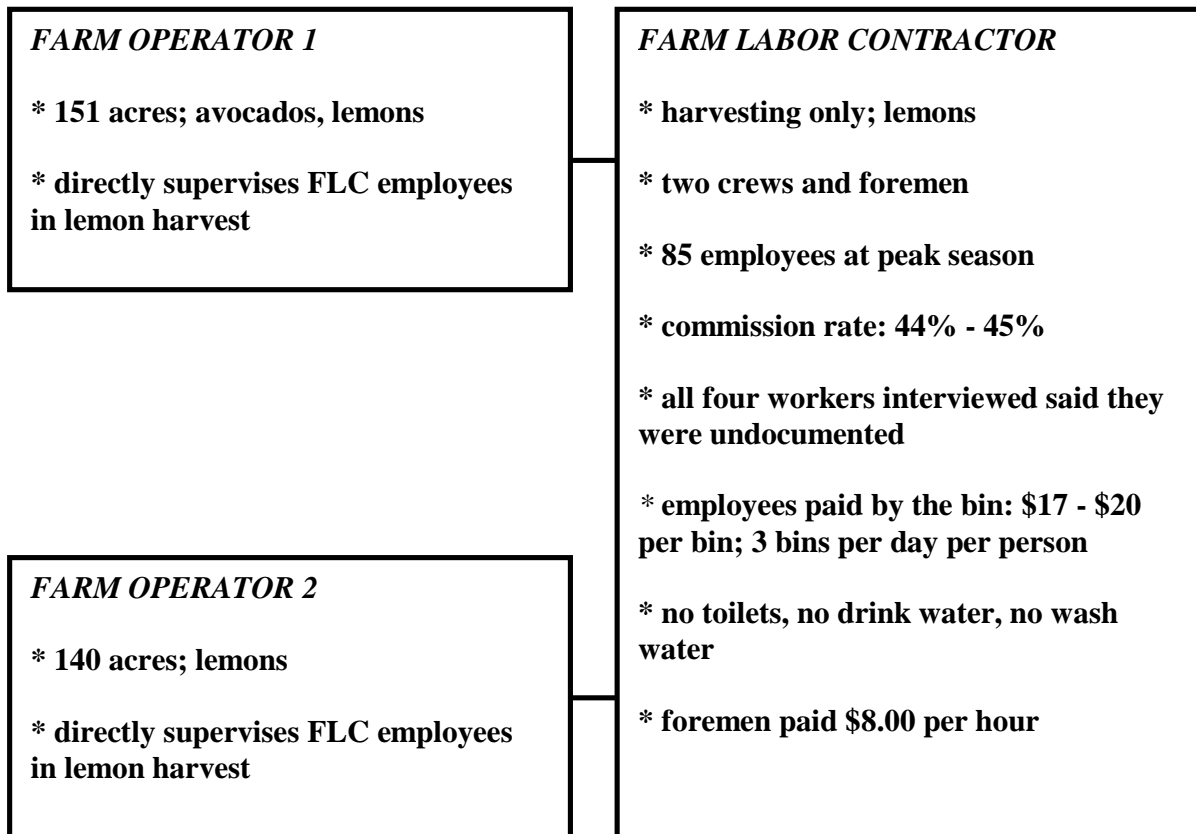 FARM OPERATOR 1
* 151 acres; avocados, lemons
* directly supervises FLC employees
in lemon harvest
FARM OPERATOR 2
* 140 acres; lemons
* directly supervises FLC employees
in lemon harvest
FARM LABOR CONTRACTOR
* harvesting only; lemons
* two crews and foremen
* 85 employees at peak season
* commission rate: 44% - 45%
* all four workers interviewed said they
were undocumented
* employees paid by the bin: $17 - $20
per bin; 3 bins per day per person
* no toilets, no drink water, no wash
water
* foremen paid $8.00 per hour